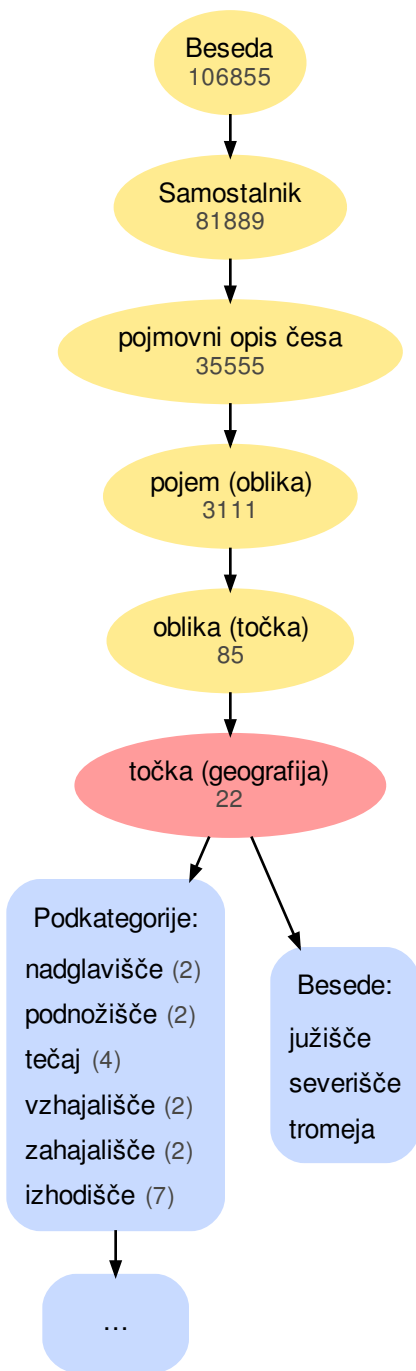 Beseda
106855
Samostalnik
81889
pojmovni opis česa
35555
pojem (oblika)
3111
oblika (točka)
85
točka (geografija)
22
Podkategorije:
nadglavišče (2)
podnožišče (2)
tečaj (4)
vzhajališče (2)
zahajališče (2)
izhodišče (7)
...
Besede:
južišče
severišče
tromeja